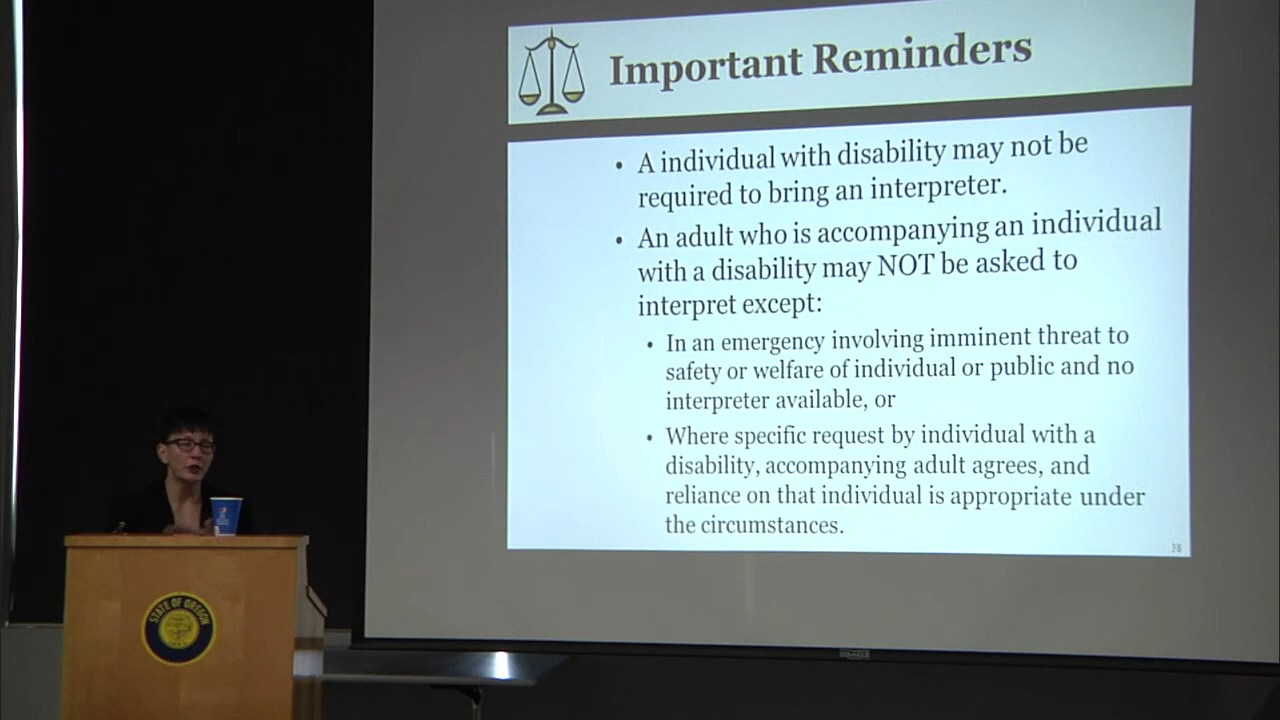 Important Reminders
• A individual with disability may not be
required to bring an interpreter.
• An adult who is accompanying an individual
with a disability may NOT be asked to
interpret except:
• In an emergency involving imminent threat to
safety or welfare of individual or public and no
interpreter available, or
• Where specific request by individual with a
disability, accompanying adult agrees, and
reliance on that individual is appropriate under
the circumstances.
STATE OF OREGON